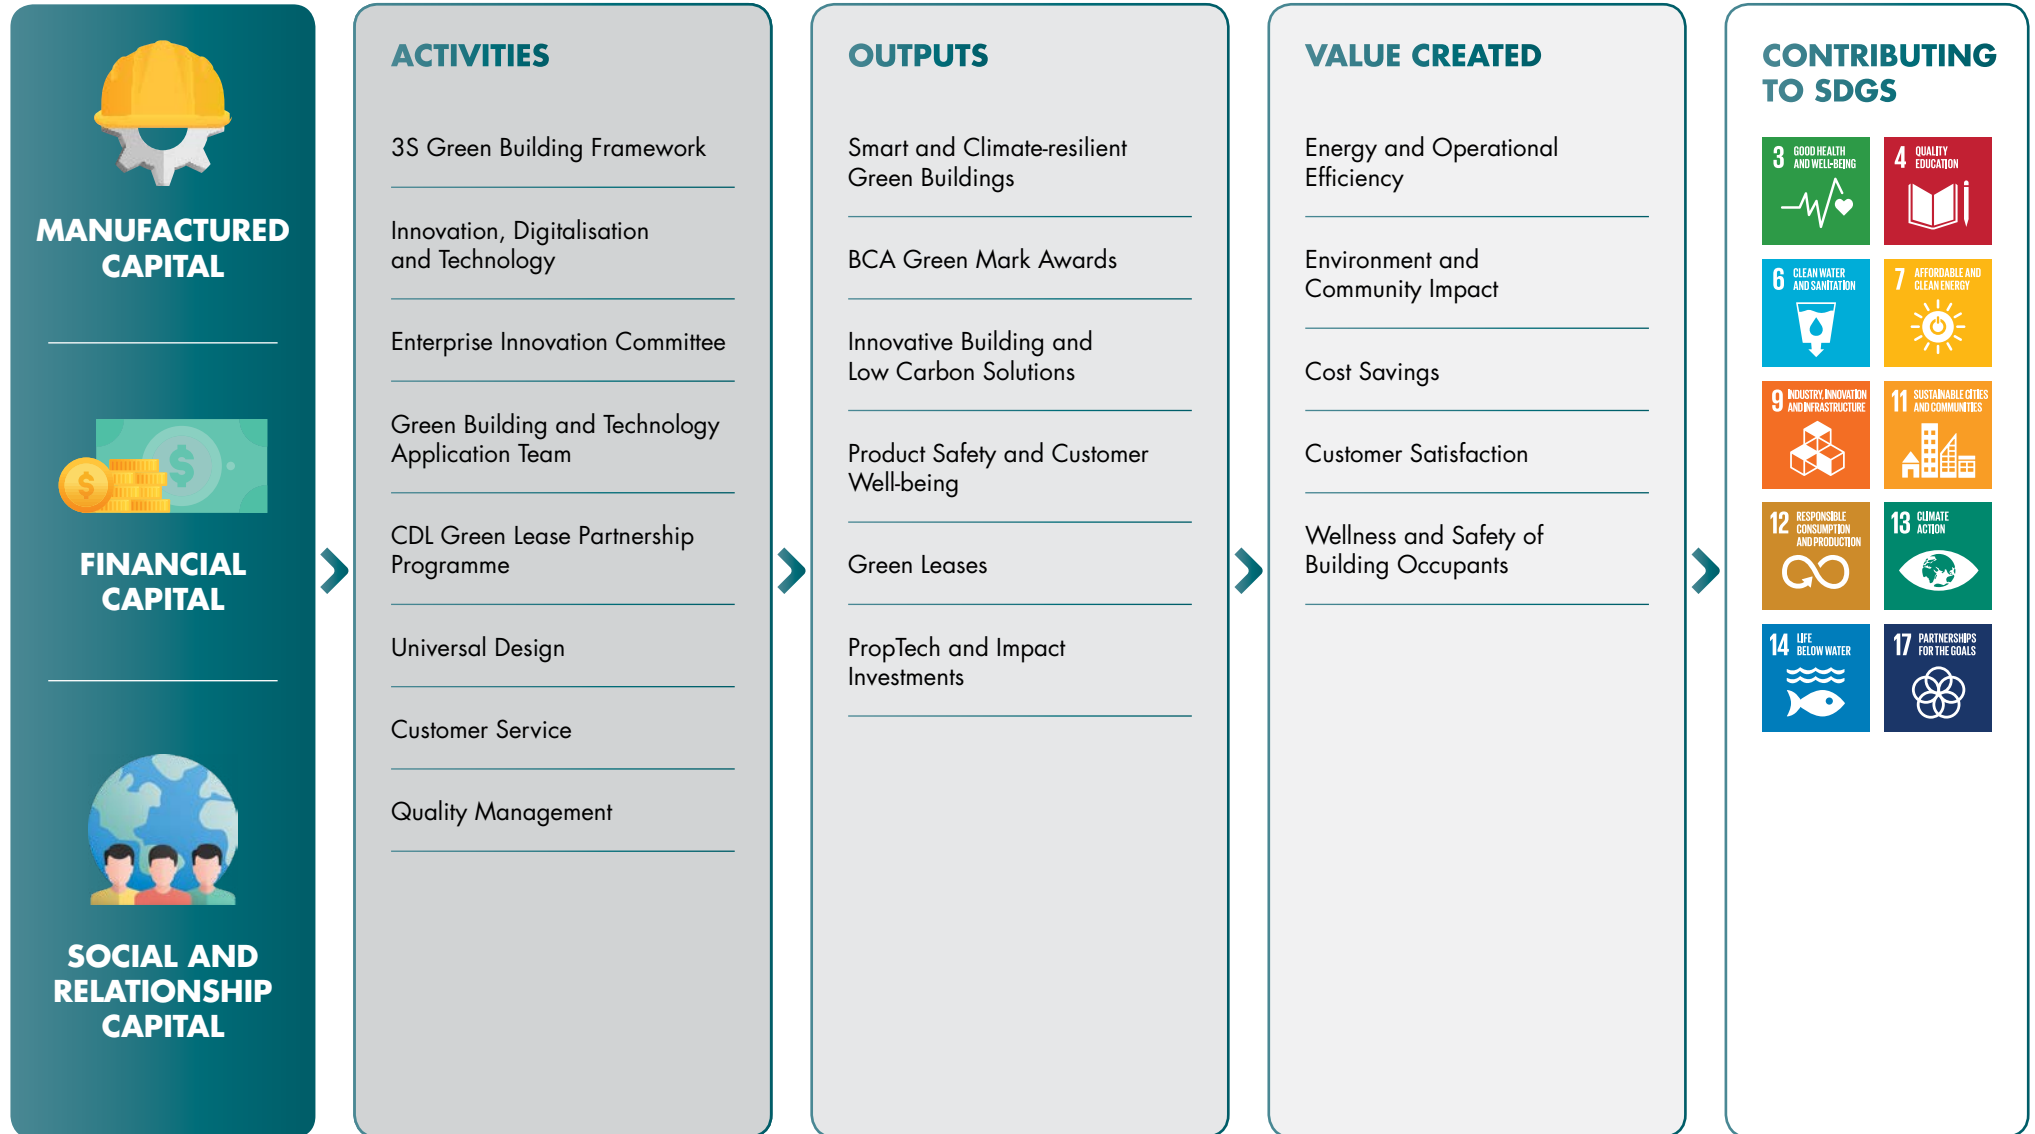 MANUFACTURED
CAPITAL
FINANCIAL
CAPITAL
SOCIAL AND
RELATIONSHIP
CAPITAL
ACTIVITIES
3S Green Building Framework
Innovation, Digitalisation
and Technology
Enterprise Innovation Committee
Green Building and Technology
Application Team
CDL Green Lease Partnership
Programme
Universal Design
Customer Service
Quality Management
OUTPUTS
Smart and Climate-resilient
Green Buildings
BCA Green Mark Awards
Innovative Building and
Low Carbon Solutions
Product Safety and Customer
Well-being
Green Leases
PropTech and Impact
Investments
VALUE CREATED
Energy and Operational
Efficiency
Environment and
Community Impact
Cost Savings
Customer Satisfaction
Wellness and Safety of
Building Occupants
CONTRIBUTING
TO SDGS
3 GOOD HEALTH
AND WELL-BEING
4 QUALITY
EDUCATION
6 CLEAN WATER
AND SANITATION
7 AFFORDABLE AND
CLEAN ENERGY
9 INDUSTRY, INNOVATION
AND INFRASTRUCTURE
11 SUSTAINABLE CITIES
AND COMMUNITIES
12 RESPONSIBLE
CONSUMPTION
AND PRODUCTION
13 CLIMATE
ACTION
14 LIFE
BELOW WATER
17 PARTNERSHIPS
FOR THE GOALS